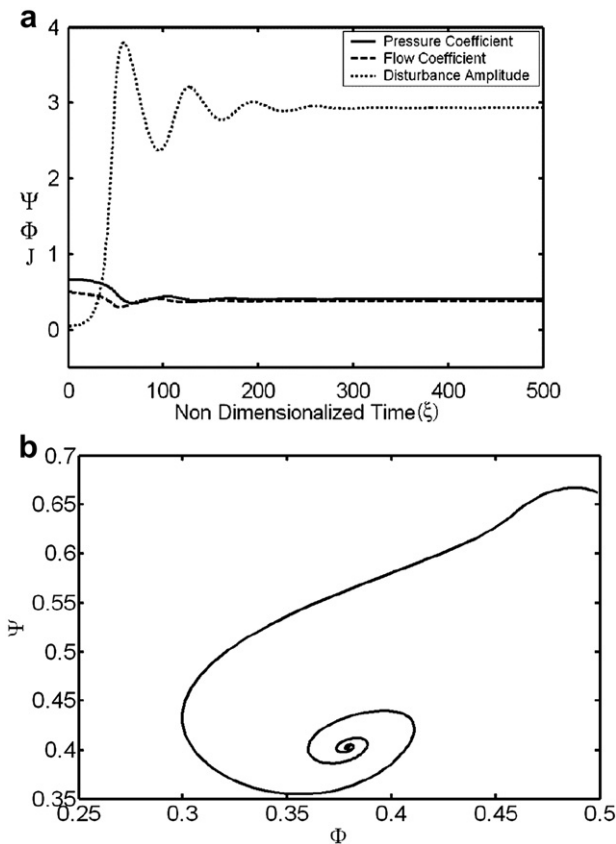 a
4
3
2
1
0
Ψ
Φ
J
Pressure Coefficient
Flow Coefficient
Disturbance Amplitude
0 100 200 300 400 500
Non Dimensionalized Time(ξ)
b
0.7
0.65
0.6
0.55
0.5
0.45
0.4
0.35
Ψ
0.25 0.3 0.35 0.4 0.45 0.5
Φ